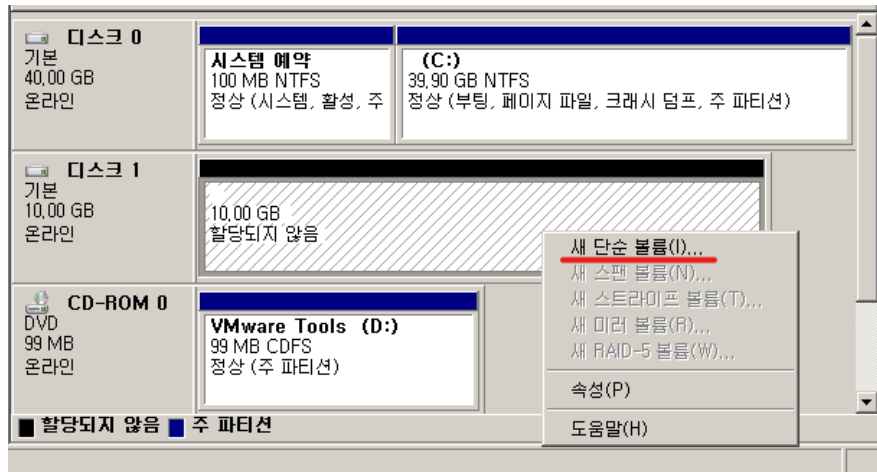 디스크 0
기본
40,00 GB
온라인
시스템 예약
100 MB NTFS
정상 (시스템, 활성, 주
(C:)
39,90 GB NTFS
정상 (부팅, 페이지 파일, 크래시 덤프, 주 파티션)
디스크 1
기본
10,00 GB
온라인
10,00 GB
할당되지 않음
새 단순 볼륨(I)...
새 스팬 볼륨(N)...
새 스트라이프 볼륨(T)...
새 미러 볼륨(R)...
새 RAID-5 볼륨(W)...
속성(P)
도움말(H)
CD-ROM 0
DVD
99 MB
온라인
VMware Tools (D:)
99 MB CDFS
정상 (주 파티션)
할당되지 않음 주 파티션